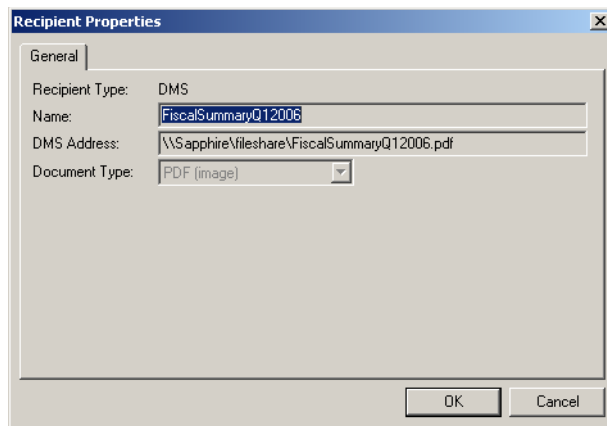 Recipient Properties
General
Recipient Type: DMS
Name: FiscalSummaryQ12006
DMS Address: \\Sapphire\fileshare\FiscalSummaryQ12006.pdf
Document Type: PDF (image)
OK Cancel